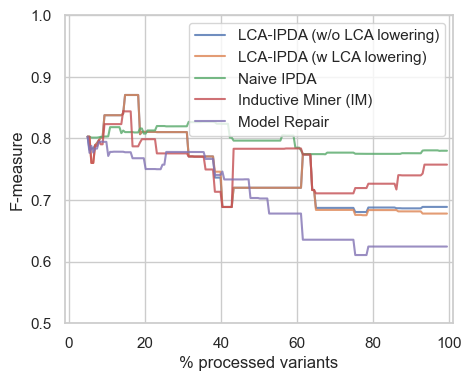 1.0
0.9
0.8
0.7
0.6
0.5
F-measure
LCA-IPDA (w/o LCA lowering)
LCA-IPDA (w LCA lowering)
Naive IPDA
Inductive Miner (IM)
Model Repair
0 20 40 60 80 100
% processed variants